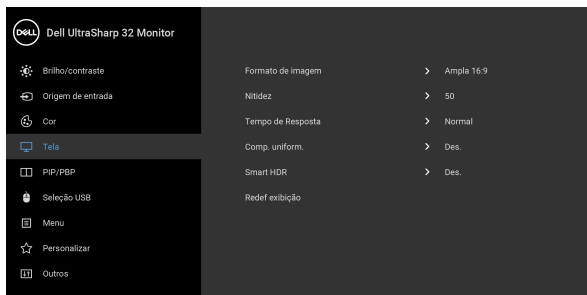 DELL Dell UltraSharp 32 Monitor
Brilho/contraste
Origem de entrada
Cor
Tela
PIP/PBP
Seleção USB
Menu
Personalizar
Outros
Formato de imagem > Ampla 16:9
Nitidez > 50
Tempo de Resposta > Normal
Comp. uniform. > Des.
Smart HDR > Des.
Redef exibição